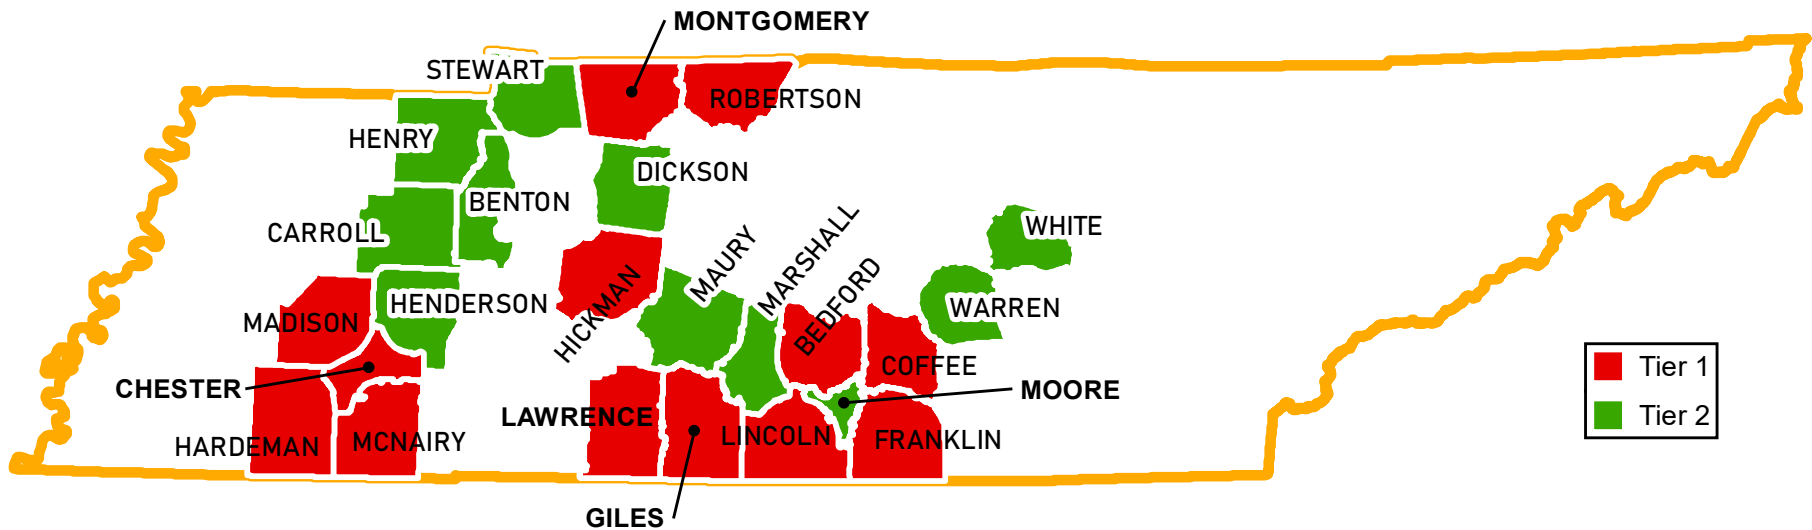 MONTGOMERY
STEWART
ROBERTSON
HENRY
DICKSON
BENTON
CARROLL
WHITE
MAURY
MARSHALL
BEDFORD
HENDERSON
WARREN
MADISON
HICKMAN
COFFEE
Tier 1
CHESTER
MOORE
LAWRENCE
Tier 2
HARDEMAN
MCNAIRY
LINCOLN
FRANKLIN
GILES